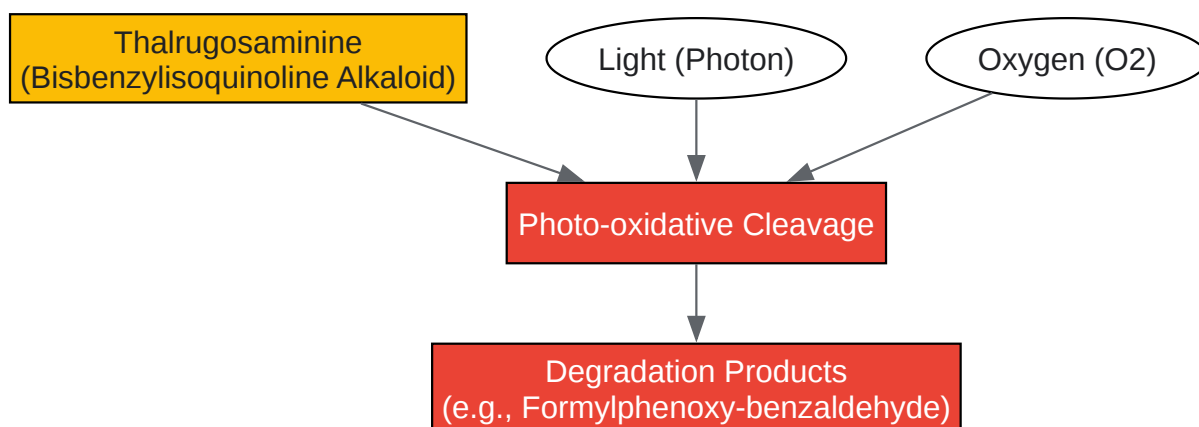 Thalrugosaminine
(Bisbenzylisoquinoline Alkaloid)
Light (Photon)
Oxygen (O2)
Photo-oxidative Cleavage
Degradation Products
(e.g., Formylphenoxy-benzaldehyde)